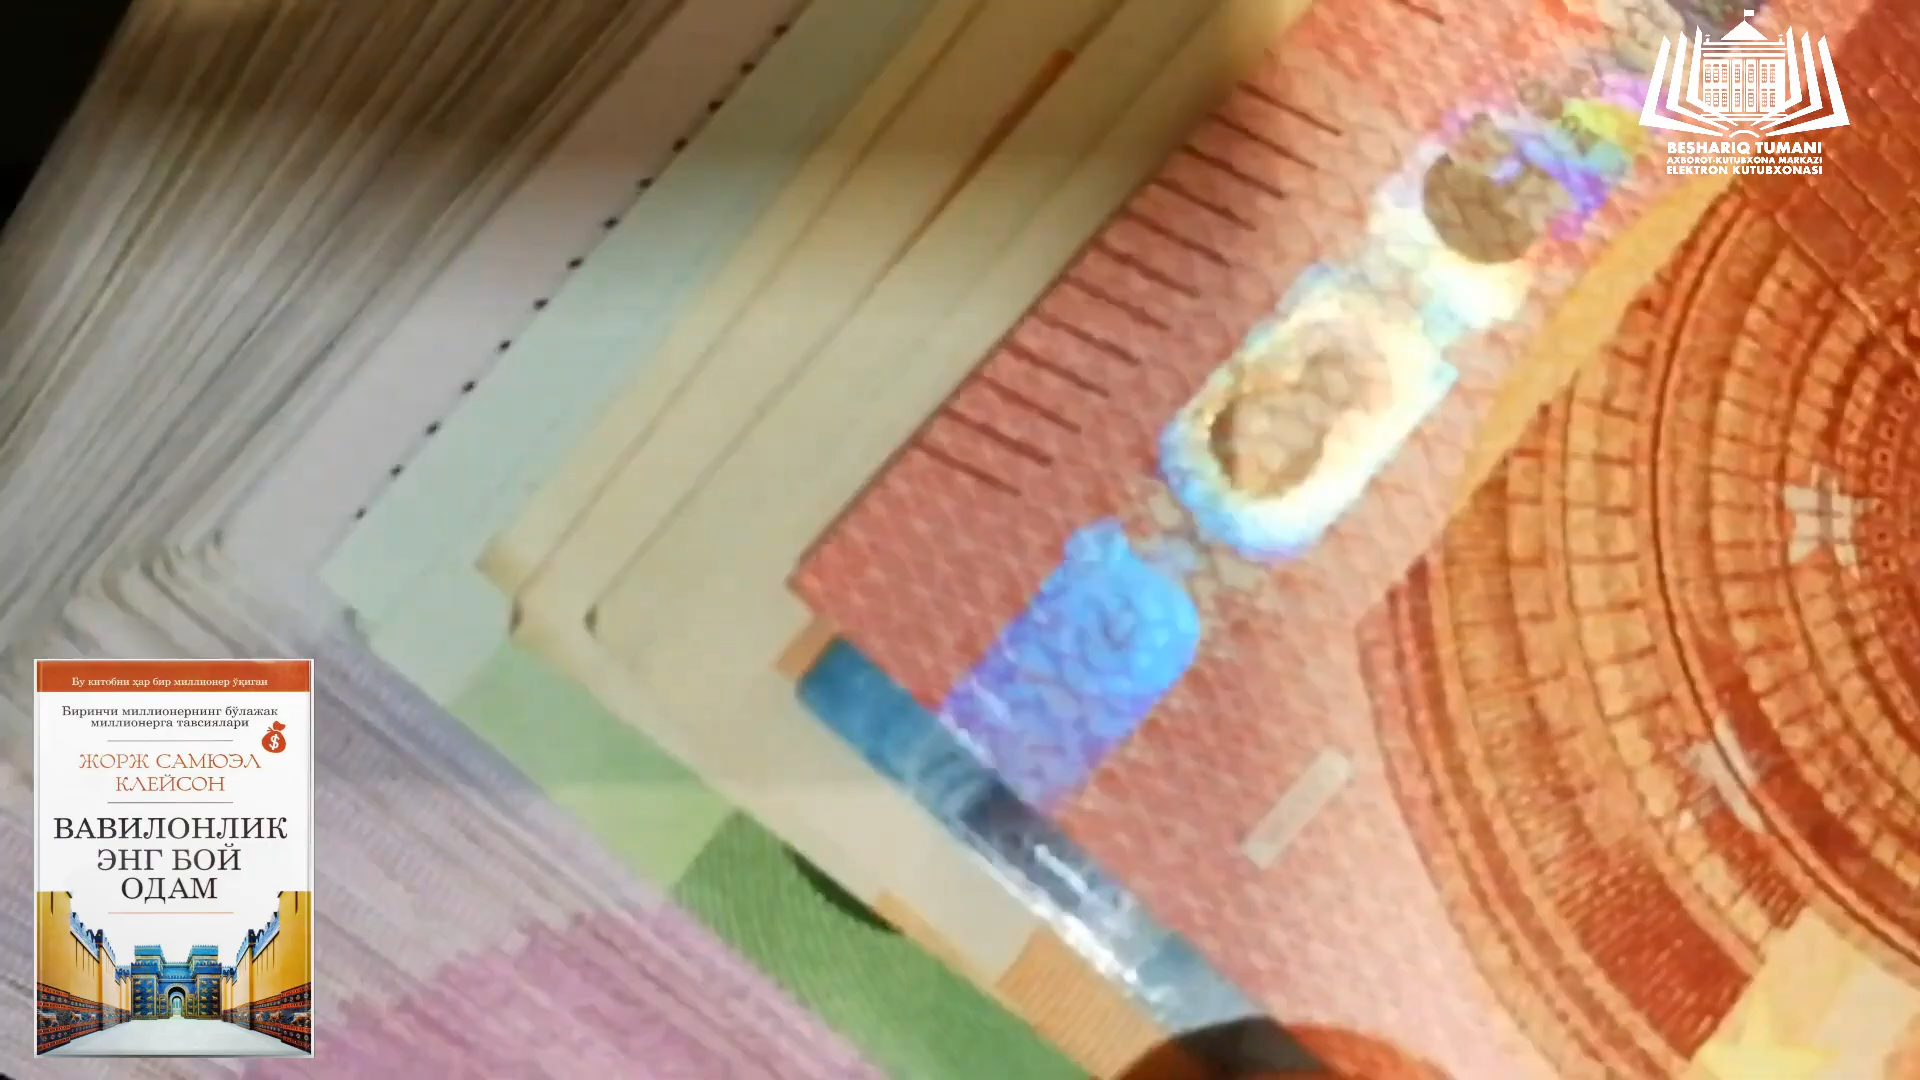 BESHARIQ TUMANI
AXBOROT-KUTUBXONA MARKAZI
ELEKTRON KUTUBXONASI
Бу китобни ҳар бир миллионер ўқиган
Биринчи миллионернинг бўлажак
миллионерга тавсиялари
$
ЖОРЖ САМЮЭЛ
КЛЕЙСОН
ВАВИЛОНЛИК
ЭНГ БОЙ
ОДАМ